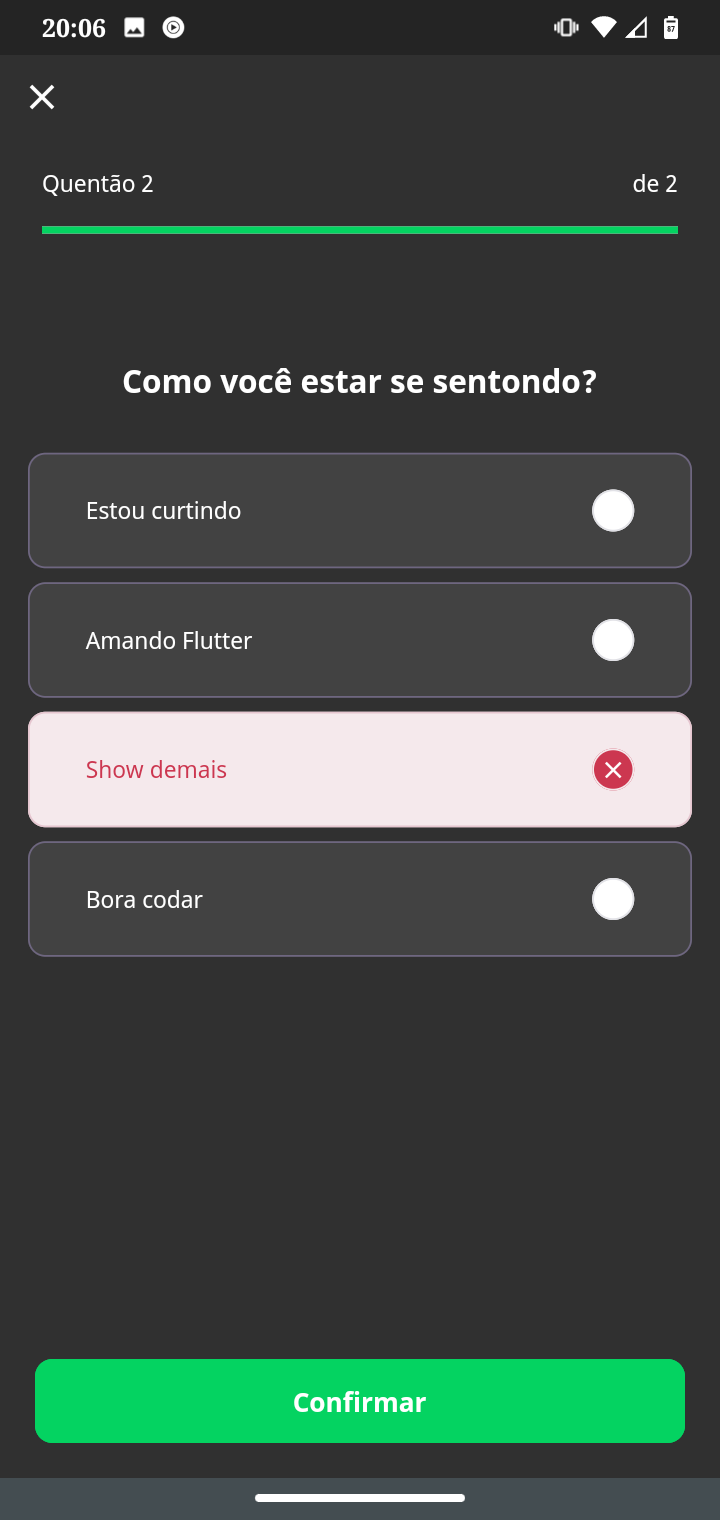 20:06
87
Quentão 2
de 2
Como você estar se sentondo?
Estou curtindo
Amando Flutter
Show demais
Bora codar
Confirmar